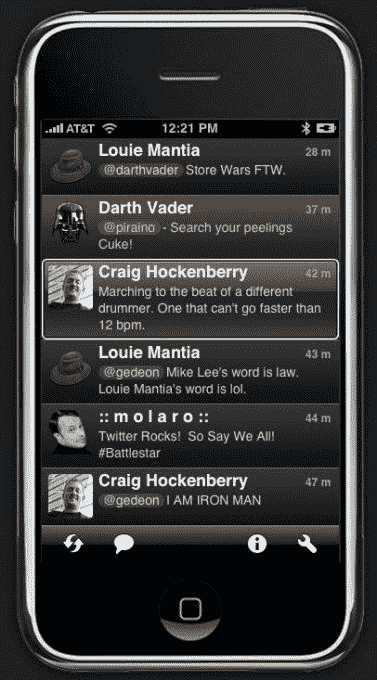 AT&T 12:21 PM
Louie Mantia 28 m
@darthvader Store Wars FTW.
Darth Vader 37 m
@piraino - Search your peelings
Cuke!
Craig Hockenberry 42 m
Marching to the beat of a different
drummer. One that can't go faster than
12 bpm.
Louie Mantia 43 m
@gedeon Mike Lee's word is law.
Louie Mantia's word is lol.
:: m o l a r o :: 44 m
Twitter Rocks! So Say We All!
#Battlestar
Craig Hockenberry 47 m
@gedeon I AM IRON MAN